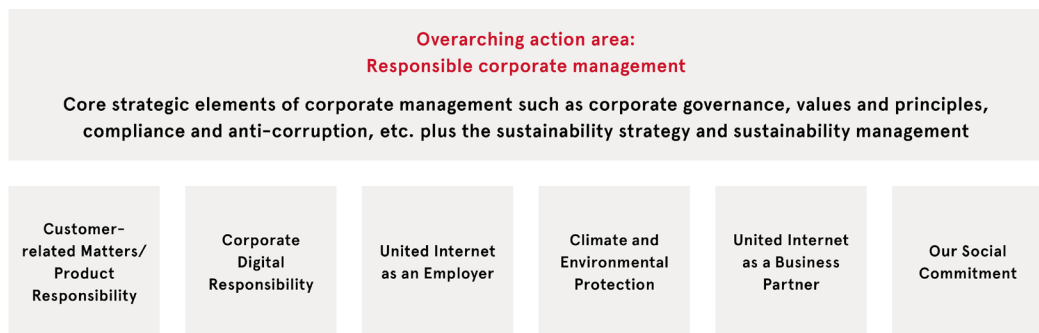 Overarching action area:
Responsible corporate management
Core strategic elements of corporate management such as corporate governance, values and principles,
compliance and anti-corruption, etc. plus the sustainability strategy and sustainability management
Customer-
related Matters/
Product
Responsibility
Corporate
Digital
Responsibility
United Internet
as an Employer
Climate and
Environmental
Protection
United Internet
as a Business
Partner
Our Social
Commitment